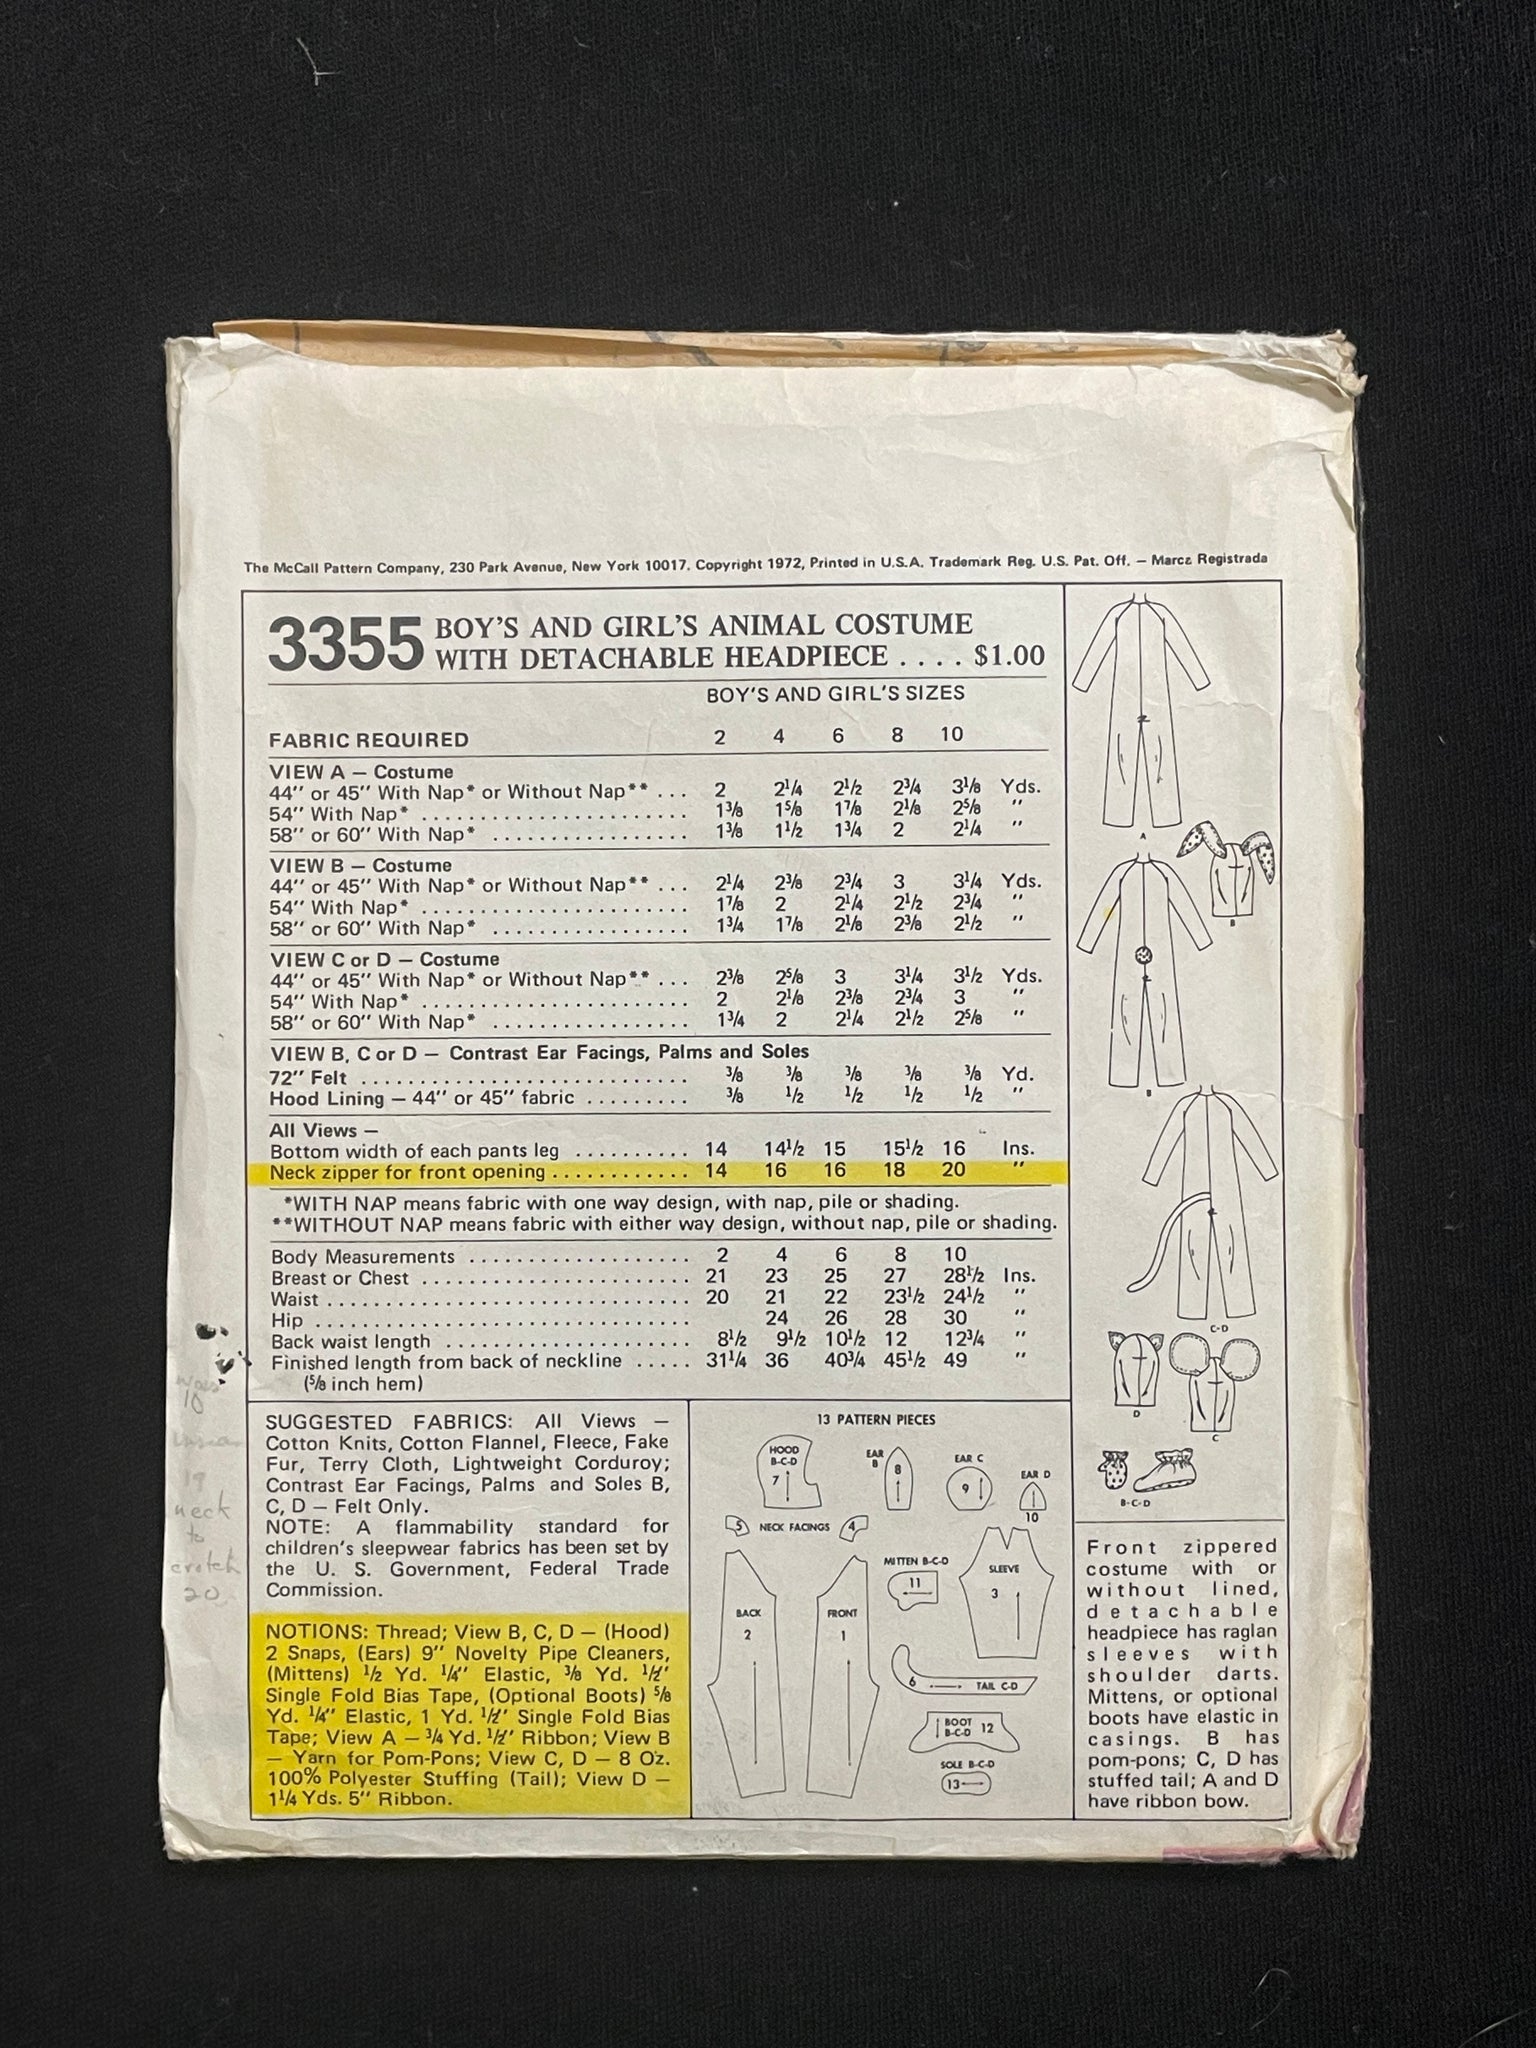 The McCall Pattern Company, 230 Park Avenue, New York 10017. Copyright 1972, Printed in U.S.A. Trademark Reg. U.S. Pat. Off. — Marca Registrada
3355 BOY'S AND GIRL'S ANIMAL COSTUME
WITH DETACHABLE HEADPIECE .... $1.00
BOY'S AND GIRL'S SIZES
FABRIC REQUIRED 2 4 6 8 10
VIEW A — Costume
44" or 45" With Nap* or Without Nap** ... 2 2¼ 2½ 2¾ 3⅛ Yds.
54" With Nap* ........................ 1⅜ 1⅝ 1⅞ 2⅛ 2⅝ "
58" or 60" With Nap* .................. 1⅜ 1½ 1¾ 2 2¼ "
VIEW B — Costume
44" or 45" With Nap* or Without Nap** ... 2¼ 2⅜ 2¾ 3 3¼ Yds.
54" With Nap* ........................ 1⅞ 2 2¼ 2½ 2¾ "
58" or 60" With Nap* .................. 1¾ 1⅞ 2⅛ 2⅜ 2½ "
VIEW C or D — Costume
44" or 45" With Nap* or Without Nap** ... 2⅜ 2⅝ 3 3¼ 3½ Yds.
54" With Nap* ........................ 2 2⅛ 2⅜ 2¾ 3 "
58" or 60" With Nap* .................. 1¾ 2 2¼ 2½ 2⅝ "
VIEW B, C or D — Contrast Ear Facings, Palms and Soles
72" Felt ............................ ⅜ ⅜ ⅜ ⅜ ⅜ Yd.
Hood Lining — 44" or 45" fabric ......... ⅜ ½ ½ ½ ½ "
All Views —
Bottom width of each pants leg .......... 14 14½ 15 15½ 16 Ins.
Neck zipper for front opening ............ 14 16 16 18 20 "
*WITH NAP means fabric with one way design, with nap, pile or shading.
**WITHOUT NAP means fabric with either way design, without nap, pile or shading.
Body Measurements .................... 2 4 6 8 10
Breast or Chest ........................ 21 23 25 27 28½ Ins.
Waist ................................ 20 21 22 23½ 24½ "
Hip .................................. 24 26 28 30 "
Back waist length ...................... 8½ 9½ 10½ 12 12¾ "
Finished length from back of neckline ..... 31¼ 36 40¾ 45½ 49 "
(⅝ inch hem)
10
19
neck
to
crotch
20
SUGGESTED FABRICS: All Views —
Cotton Knits, Cotton Flannel, Fleece, Fake
Fur, Terry Cloth, Lightweight Corduroy;
Contrast Ear Facings, Palms and Soles B,
C, D — Felt Only.
NOTE: A flammability standard for
children's sleepwear fabrics has been set by
the U. S. Government, Federal Trade
Commission.
NOTIONS: Thread; View B, C, D — (Hood)
2 Snaps, (Ears) 9" Novelty Pipe Cleaners,
(Mittens) ½ Yd. ¼" Elastic, ⅜ Yd. ½"
Single Fold Bias Tape, (Optional Boots) ⅝
Yd. ¼" Elastic, 1 Yd. ½" Single Fold Bias
Tape; View A — ¾ Yd. ½" Ribbon; View B
— Yarn for Pom-Pons; View C, D — 8 Oz.
100% Polyester Stuffing (Tail); View D —
1¼ Yds. 5" Ribbon.
13 PATTERN PIECES
HOOD
B-C-D
7
EAR
B
8
EAR C
9
EAR D
10
5 NECK FACINGS 4
MITTEN B-C-D
11
SLEEVE
3
BACK
2
FRONT
1
6 TAIL C-D
BOOT
B-C-D 12
SOLE B-C-D
13
A
B
B
C-D
D
C
B-C-D
Front zippered
costume with or
without lined,
detachable
headpiece has raglan
sleeves with
shoulder darts.
Mittens, or optional
boots have elastic in
casings. B has
pom-pons; C, D has
stuffed tail; A and D
have ribbon bow.